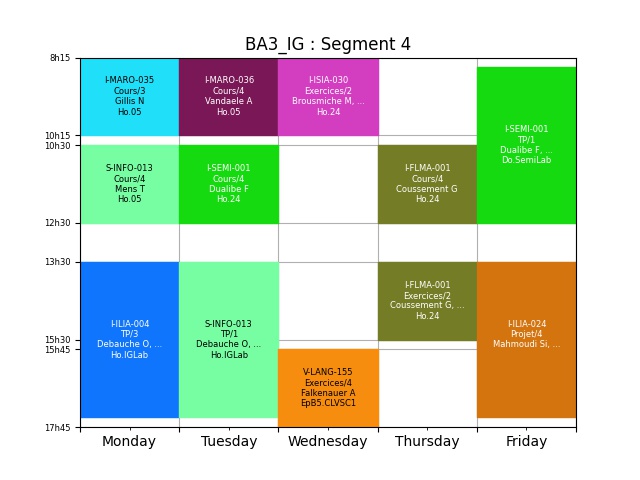 BA3_IG : Segment 4
8h15
10h15
10h30
12h30
13h30
15h30
15h45
17h45
I-MARO-035
Cours/3
Gillis N
Ho.05
S-INFO-013
Cours/4
Mens T
Ho.05
I-ILIA-004
TP/3
Debauche O, ...
Ho.IGLab
I-MARO-036
Cours/4
Vandaele A
Ho.05
I-SEMI-001
Cours/4
Dualibe F
Ho.24
S-INFO-013
TP/1
Debauche O, ...
Ho.IGLab
I-ISIA-030
Exercices/2
Brousmiche M, ...
Ho.24
V-LANG-155
Exercices/4
Falkenauer A
EpB5.CLVSC1
I-FLMA-001
Cours/4
Coussement G
Ho.24
I-FLMA-001
Exercices/2
Coussement G, ...
Ho.24
I-SEMI-001
TP/1
Dualibe F, ...
Do.SemiLab
I-ILIA-024
Projet/4
Mahmoudi Si, ...
Monday
Tuesday
Wednesday
Thursday
Friday